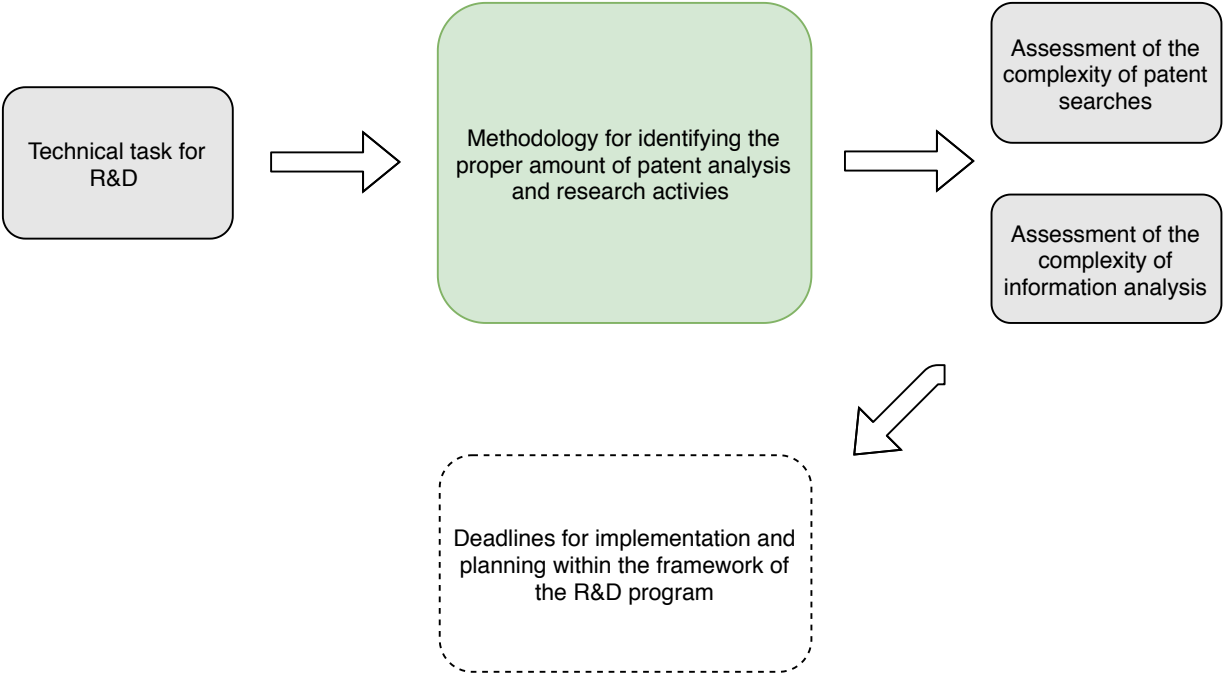 Technical task for
R&D
Methodology for identifying the
proper amount of patent analysis
and research activies
Assessment of the
complexity of patent
searches
Assessment of the
complexity of
information analysis
Deadlines for implementation and
planning within the framework of
the R&D program